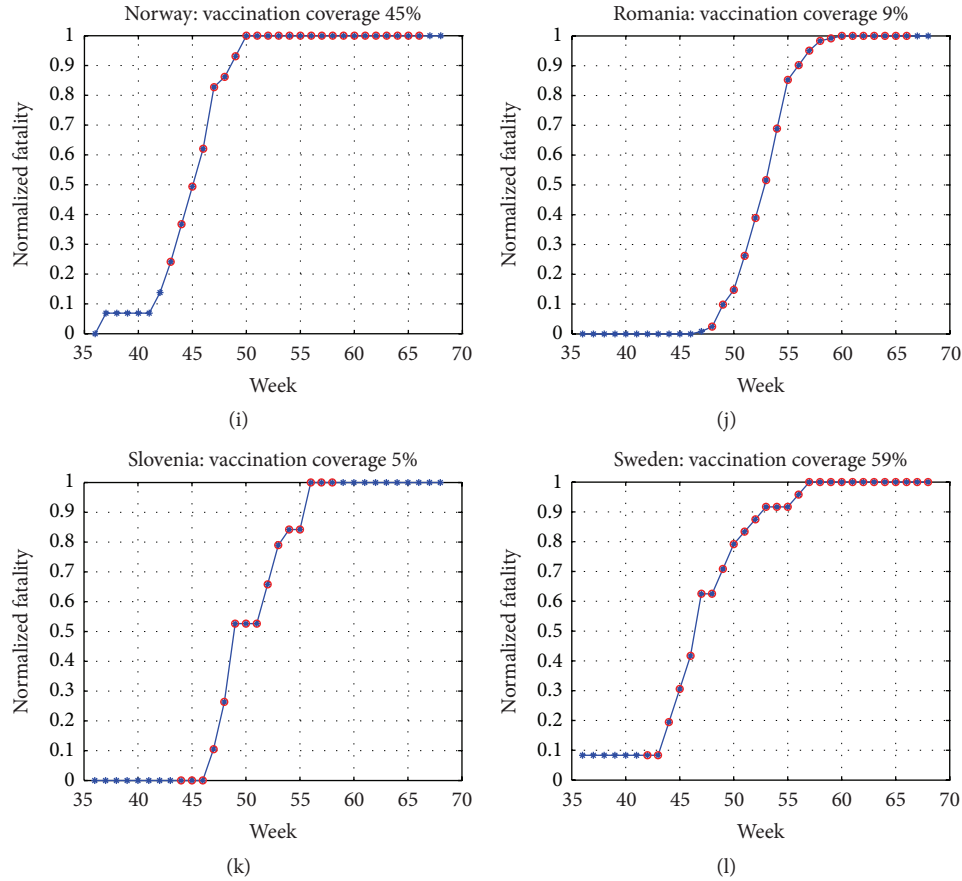 Norway: vaccination coverage 45%
1
0.9
0.8
0.7
0.6
0.5
0.4
0.3
0.2
0.1
0
Normalized fatality
35 40 45 50 55 60 65 70
Week
(i)
Romania: vaccination coverage 9%
1
0.9
0.8
0.7
0.6
0.5
0.4
0.3
0.2
0.1
0
Normalized fatality
35 40 45 50 55 60 65 70
Week
(j)
Slovenia: vaccination coverage 5%
1
0.9
0.8
0.7
0.6
0.5
0.4
0.3
0.2
0.1
0
Normalized fatality
35 40 45 50 55 60 65 70
Week
(k)
Sweden: vaccination coverage 59%
1
0.9
0.8
0.7
0.6
0.5
0.4
0.3
0.2
0.1
0
Normalized fatality
35 40 45 50 55 60 65 70
Week
(l)